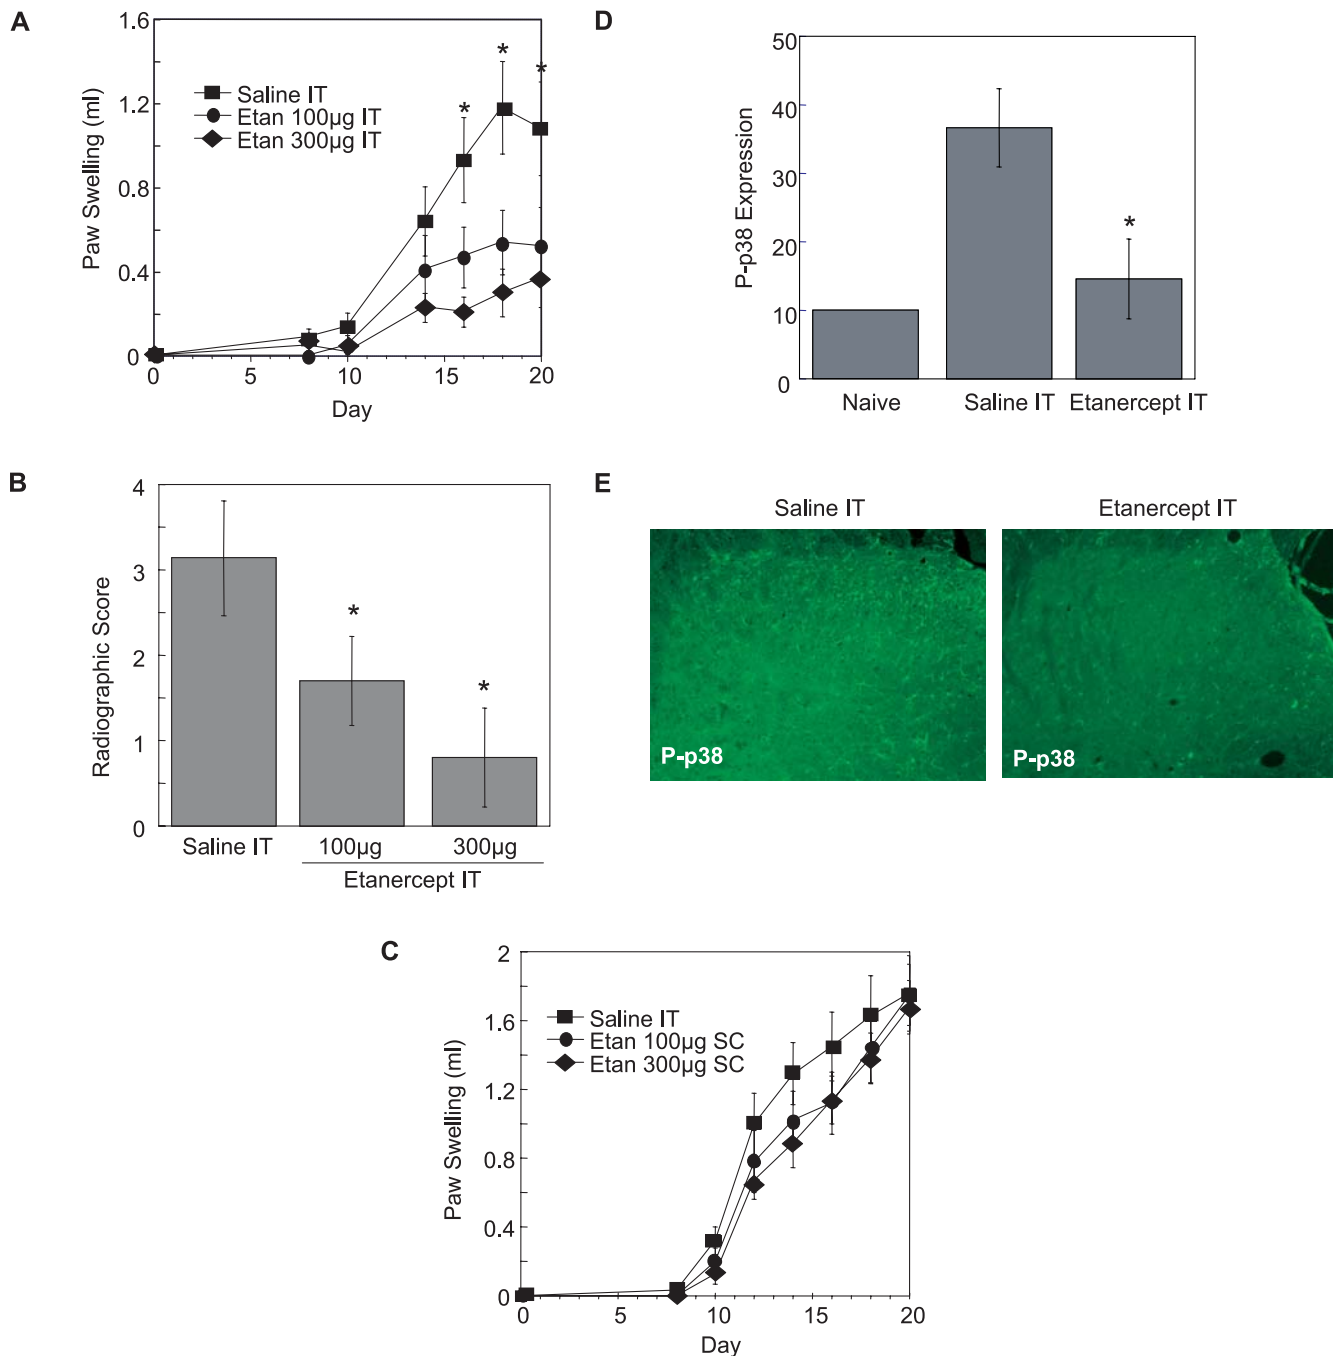 A
1.6
1.2
0.8
0.4
0
Paw Swelling (ml)
Saline IT
Etan 100µg IT
Etan 300µg IT
*
*
*
0 5 10 15 20
Day
B
4
3
2
1
0
Radiographic Score
*
*
Saline IT 100µg 300µg
Etanercept IT
C
2
1.6
1.2
0.8
0.4
0
Paw Swelling (ml)
Saline IT
Etan 100µg SC
Etan 300µg SC
0 5 10 15 20
Day
D
50
40
30
20
10
0
P-p38 Expression
*
Naive Saline IT Etanercept IT
E
Saline IT Etanercept IT
P-p38 P-p38